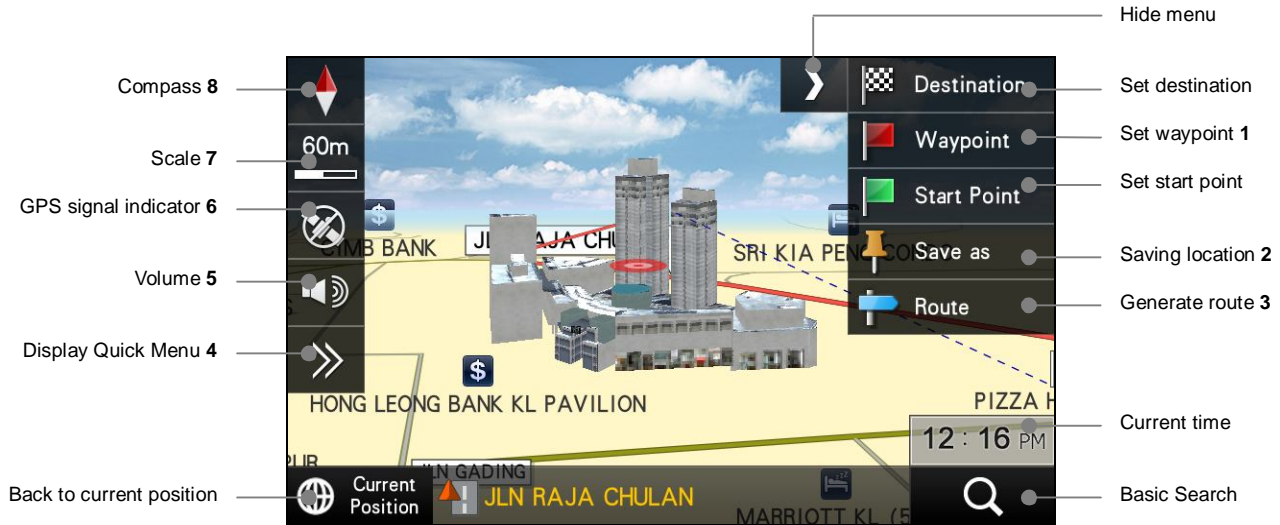 Hide menu
Compass 8
Scale 7
GPS signal indicator 6
Volume 5
Display Quick Menu 4
Back to current position
60m
Destination
Waypoint
Start Point
Save as
Route
BANK
SRI KIA
HONG LEONG BANK KL PAVILION
PIZZA
12 : 16 PM
JLN GADING
Current
Position
JLN RAJA CHULAN
MARRIOTT KL (5
Set destination
Set waypoint 1
Set start point
Saving location 2
Generate route 3
Current time
Basic Search